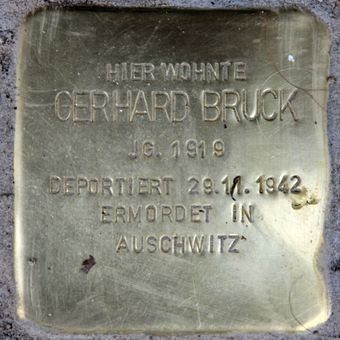 HIER WOHNTE
GERHARD BRUCK
JG. 1919
DEPORTIERT 29.11.1942
ERMORDET IN
AUSCHWITZ